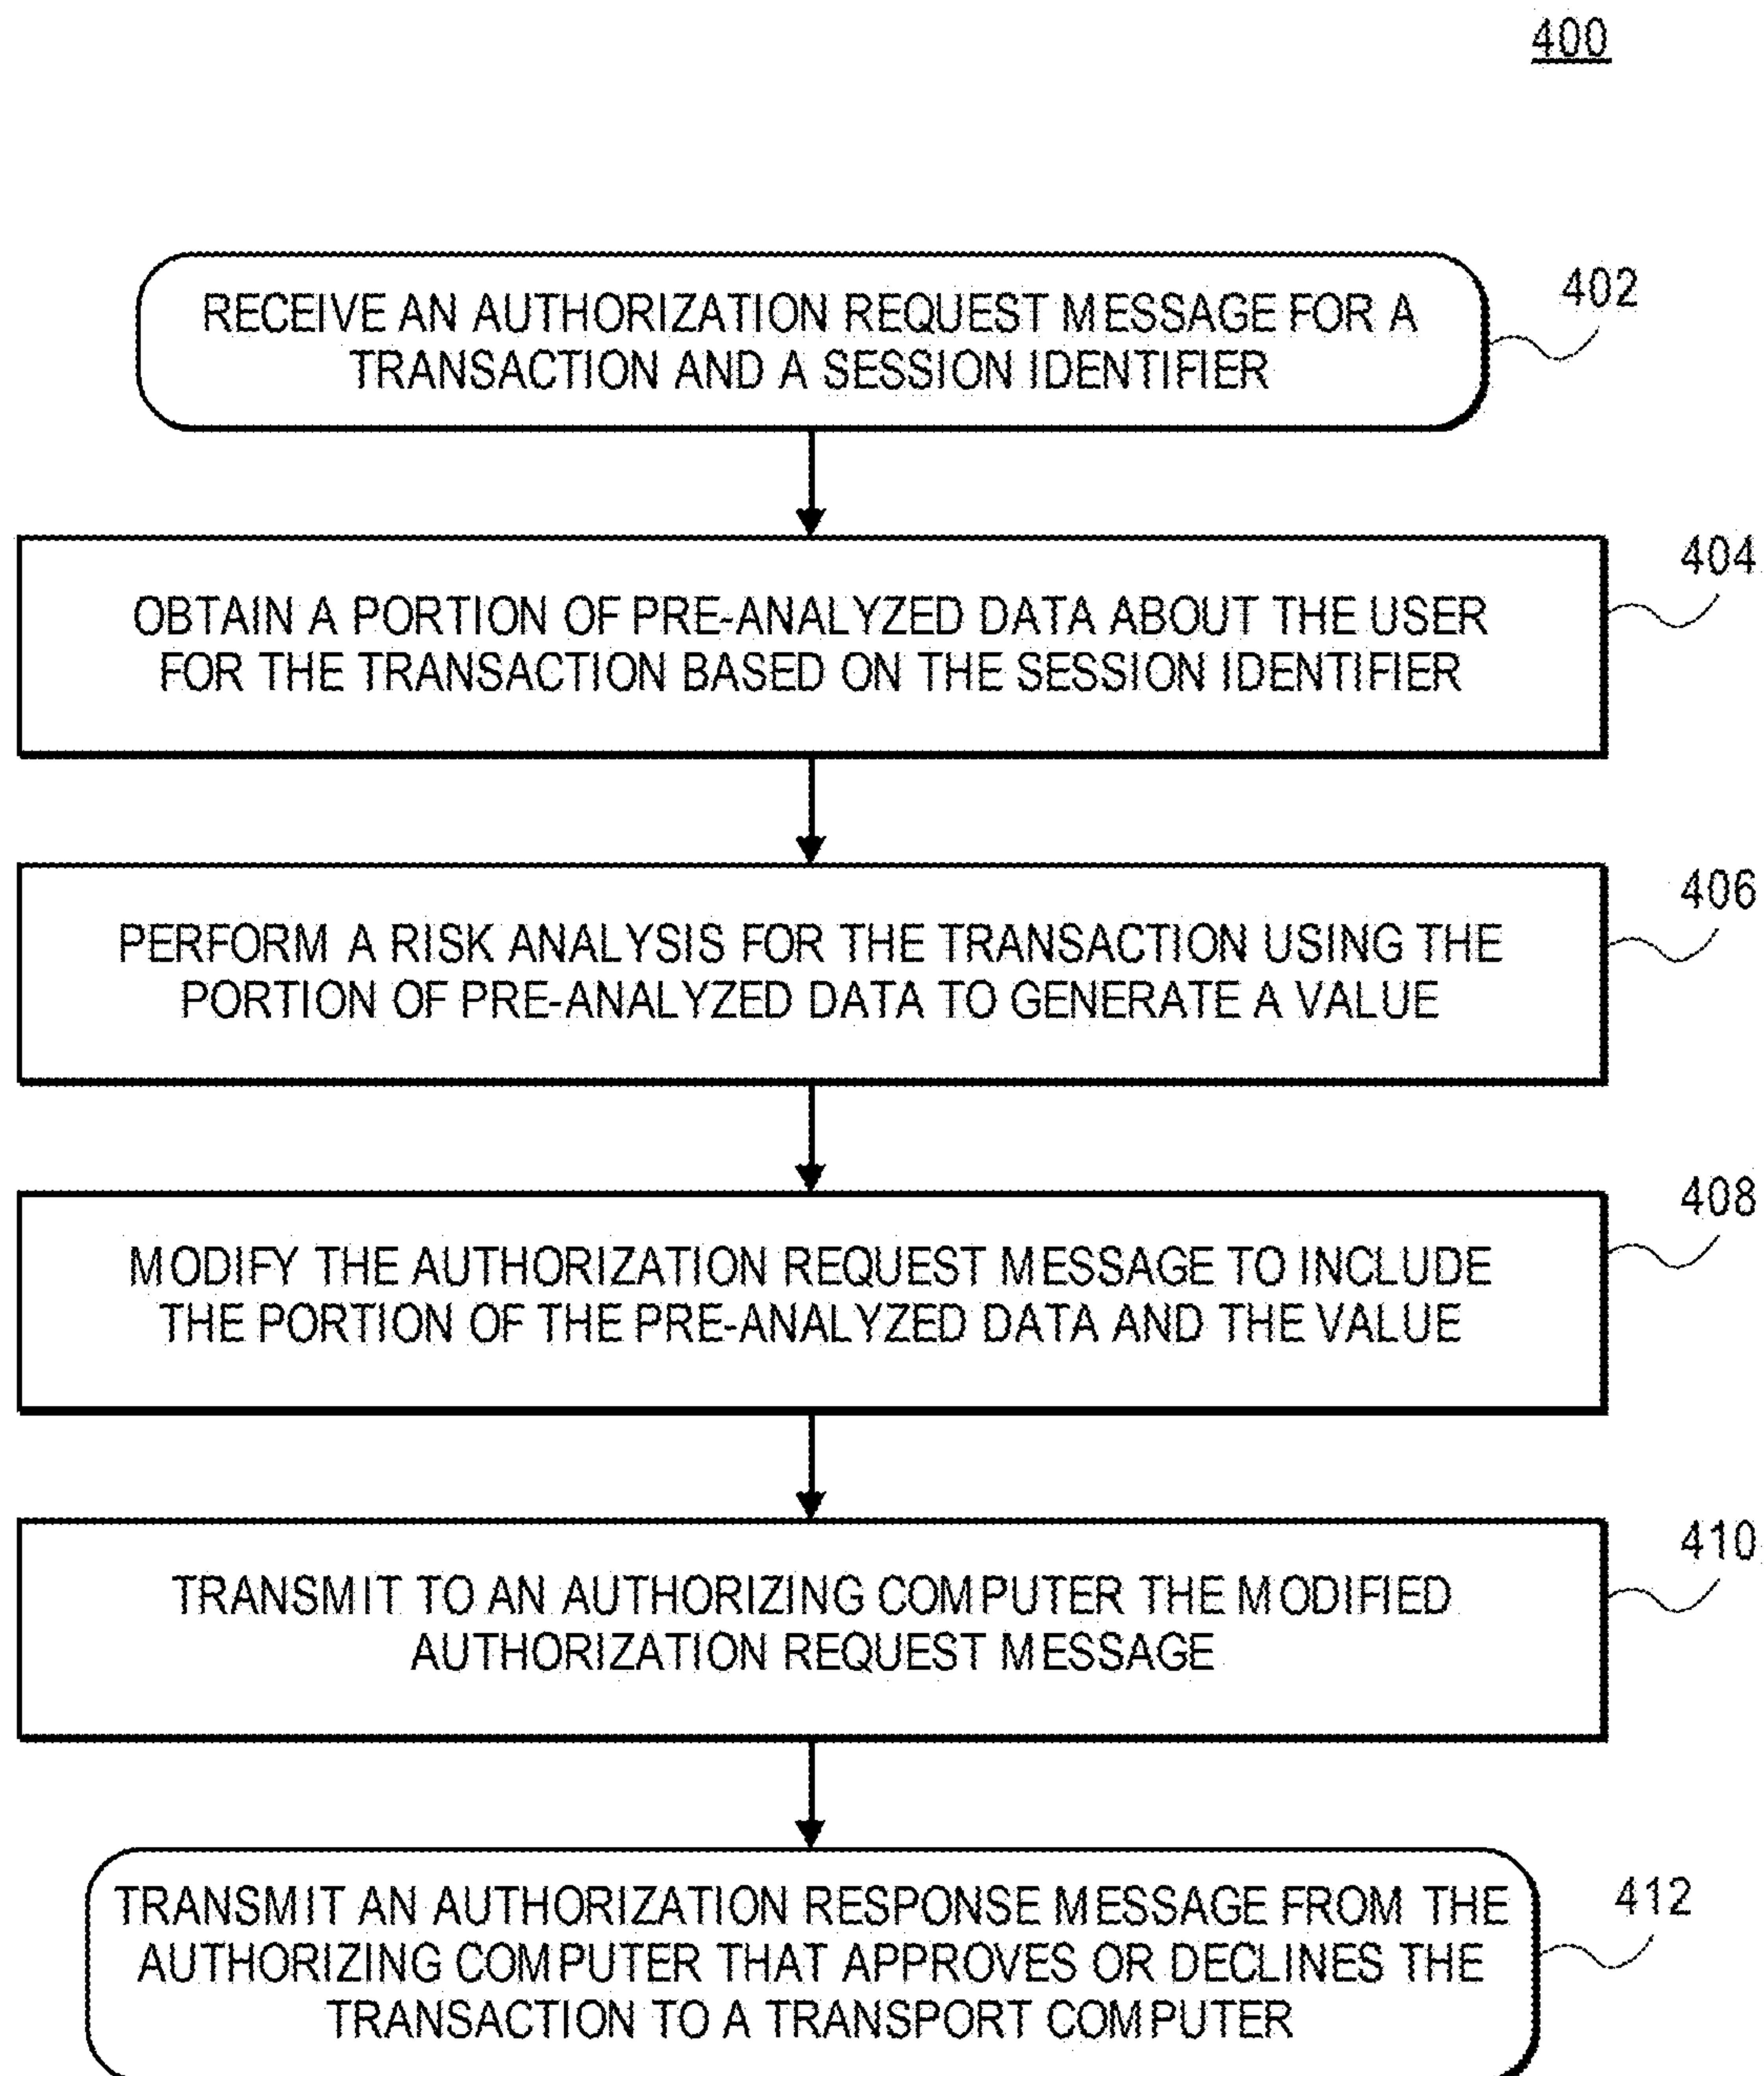 400
RECEIVE AN AUTHORIZATION REQUEST MESSAGE FOR A
TRANSACTION AND A SESSION IDENTIFIER
402
OBTAIN A PORTION OF PRE-ANALYZED DATA ABOUT THE USER
FOR THE TRANSACTION BASED ON THE SESSION IDENTIFIER
404
PERFORM A RISK ANALYSIS FOR THE TRANSACTION USING THE
PORTION OF PRE-ANALYZED DATA TO GENERATE A VALUE
406
MODIFY THE AUTHORIZATION REQUEST MESSAGE TO INCLUDE
THE PORTION OF THE PRE-ANALYZED DATA AND THE VALUE
408
TRANSMIT TO AN AUTHORIZING COMPUTER THE MODIFIED
AUTHORIZATION REQUEST MESSAGE
410
TRANSMIT AN AUTHORIZATION RESPONSE MESSAGE FROM THE
AUTHORIZING COMPUTER THAT APPROVES OR DECLINES THE
TRANSACTION TO A TRANSPORT COMPUTER
412